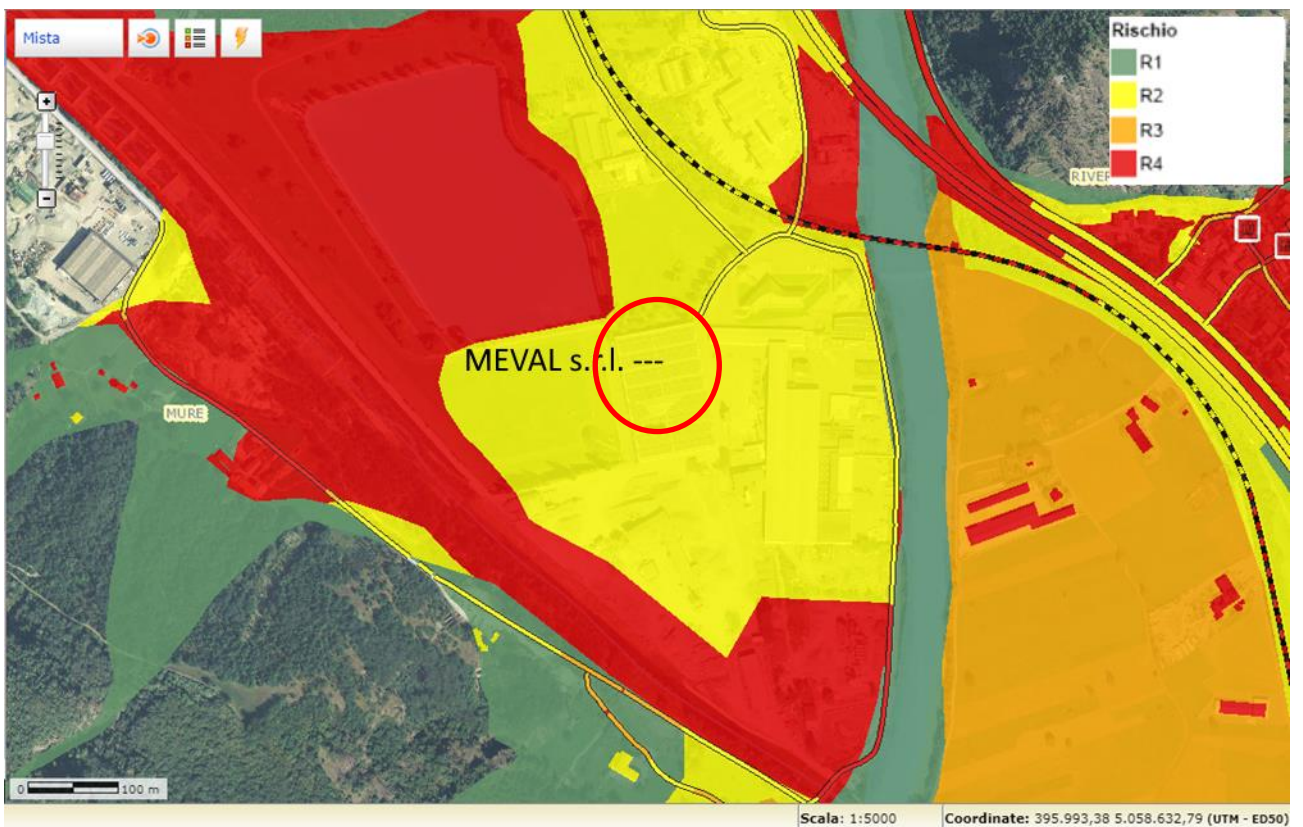 Mista
Rischio
R1
R2
R3
R4
RIVER
MEVAL s.r.l. ---
MURE
0 100 m
Scala: 1:5000 Coordinate: 395.993,38 5.058.632,79 (UTM - ED50)